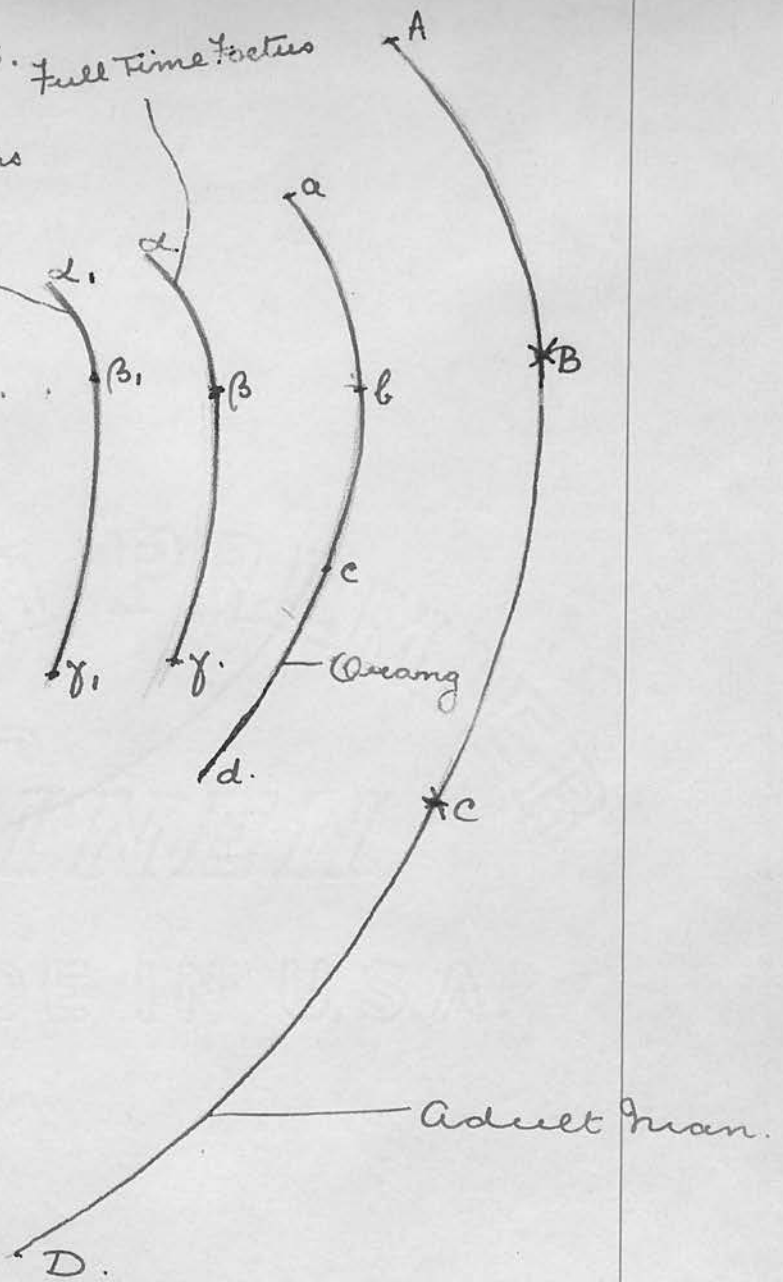 Full Time Foetus
A
a
α.
α₁
B
β₁
β
b
c
Orang
γ₁
γ.
d.
C
Adult Man.
D.